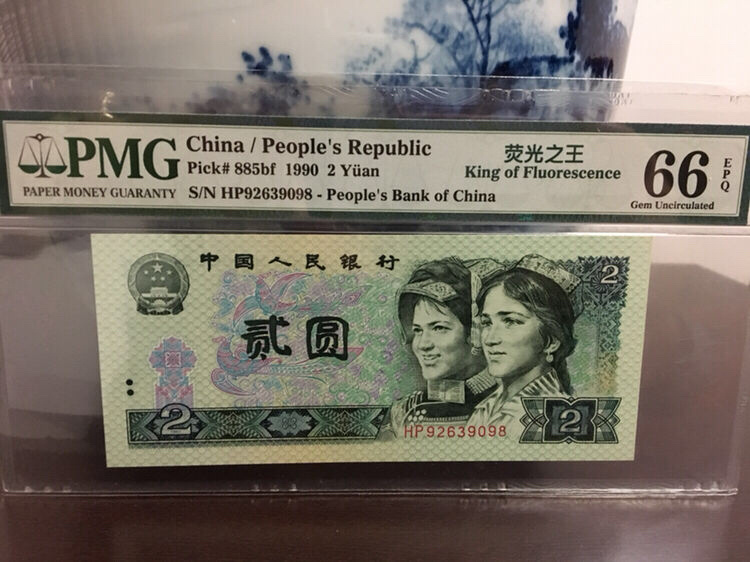 PMG
PAPER MONEY GUARANTY
China / People's Republic
Pick# 885bf 1990 2 Yüan
S/N HP92639098 - People's Bank of China
荧光之王
King of Fluorescence
66
EPQ
Gem Uncirculated
中国人民银行
2
贰圆
2
HP92639098
2